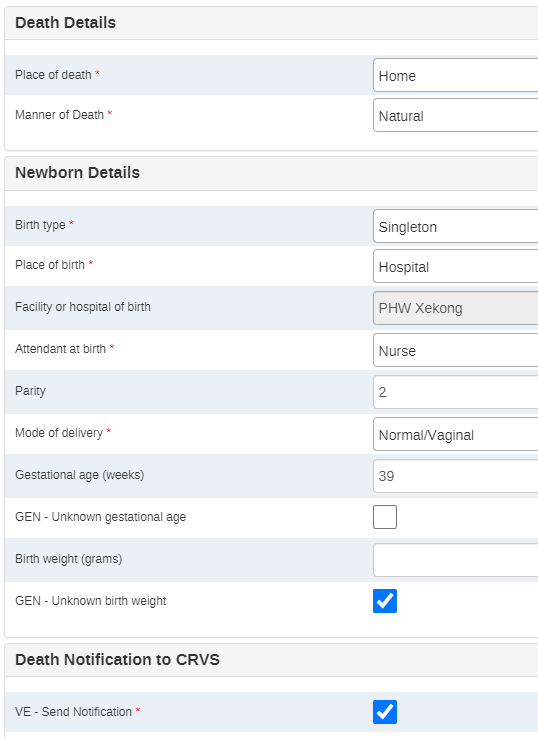 Death Details
Place of death * Home
Manner of Death * Natural
Newborn Details
Birth type * Singleton
Place of birth * Hospital
Facility or hospital of birth PHW Xekong
Attendant at birth * Nurse
Parity 2
Mode of delivery * Normal/Vaginal
Gestational age (weeks) 39
GEN - Unknown gestational age
Birth weight (grams)
GEN - Unknown birth weight
Death Notification to CRVS
VE - Send Notification *